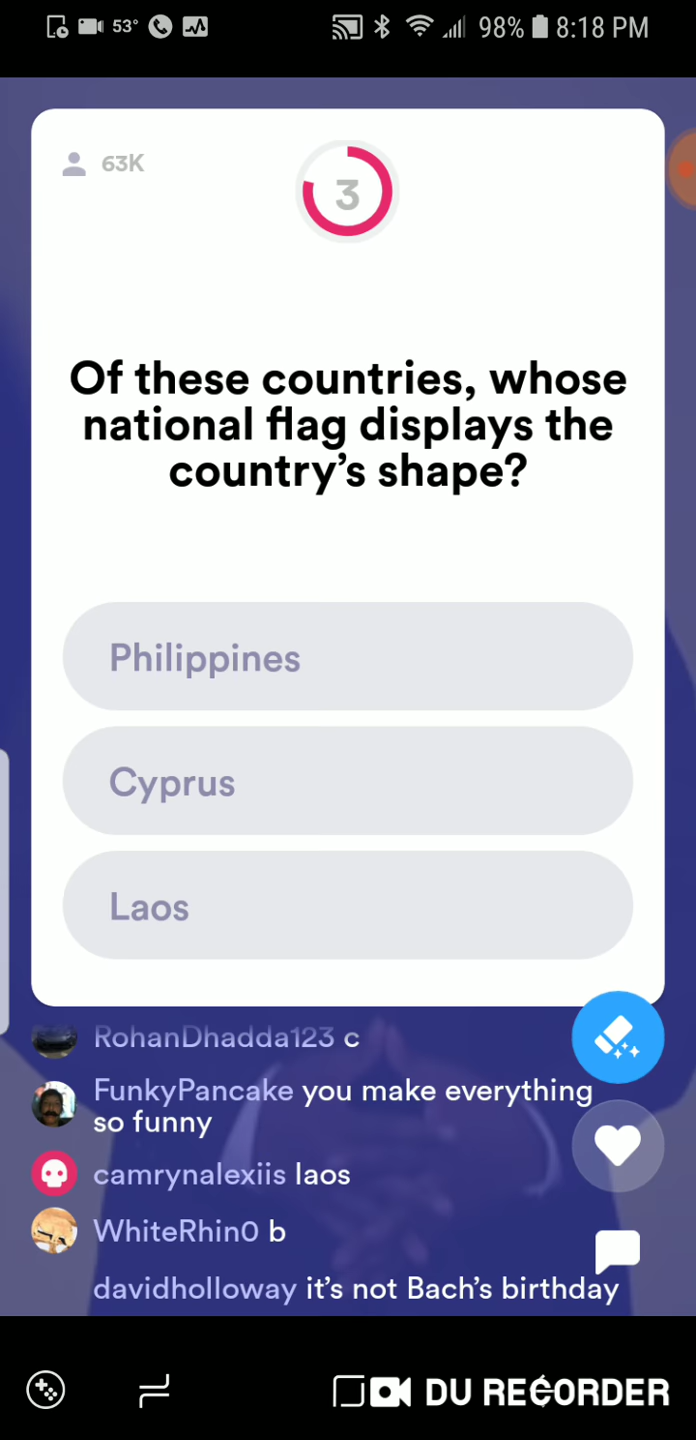 53° 98% 8:18 PM
63K
3
Of these countries, whose
national flag displays the
country's shape?
Philippines
Cyprus
Laos
RohanDhadda123 c
FunkyPancake you make everything
so funny
camrynalexiis laos
WhiteRhin0 b
davidholloway it's not Bach's birthday
DU RECORDER